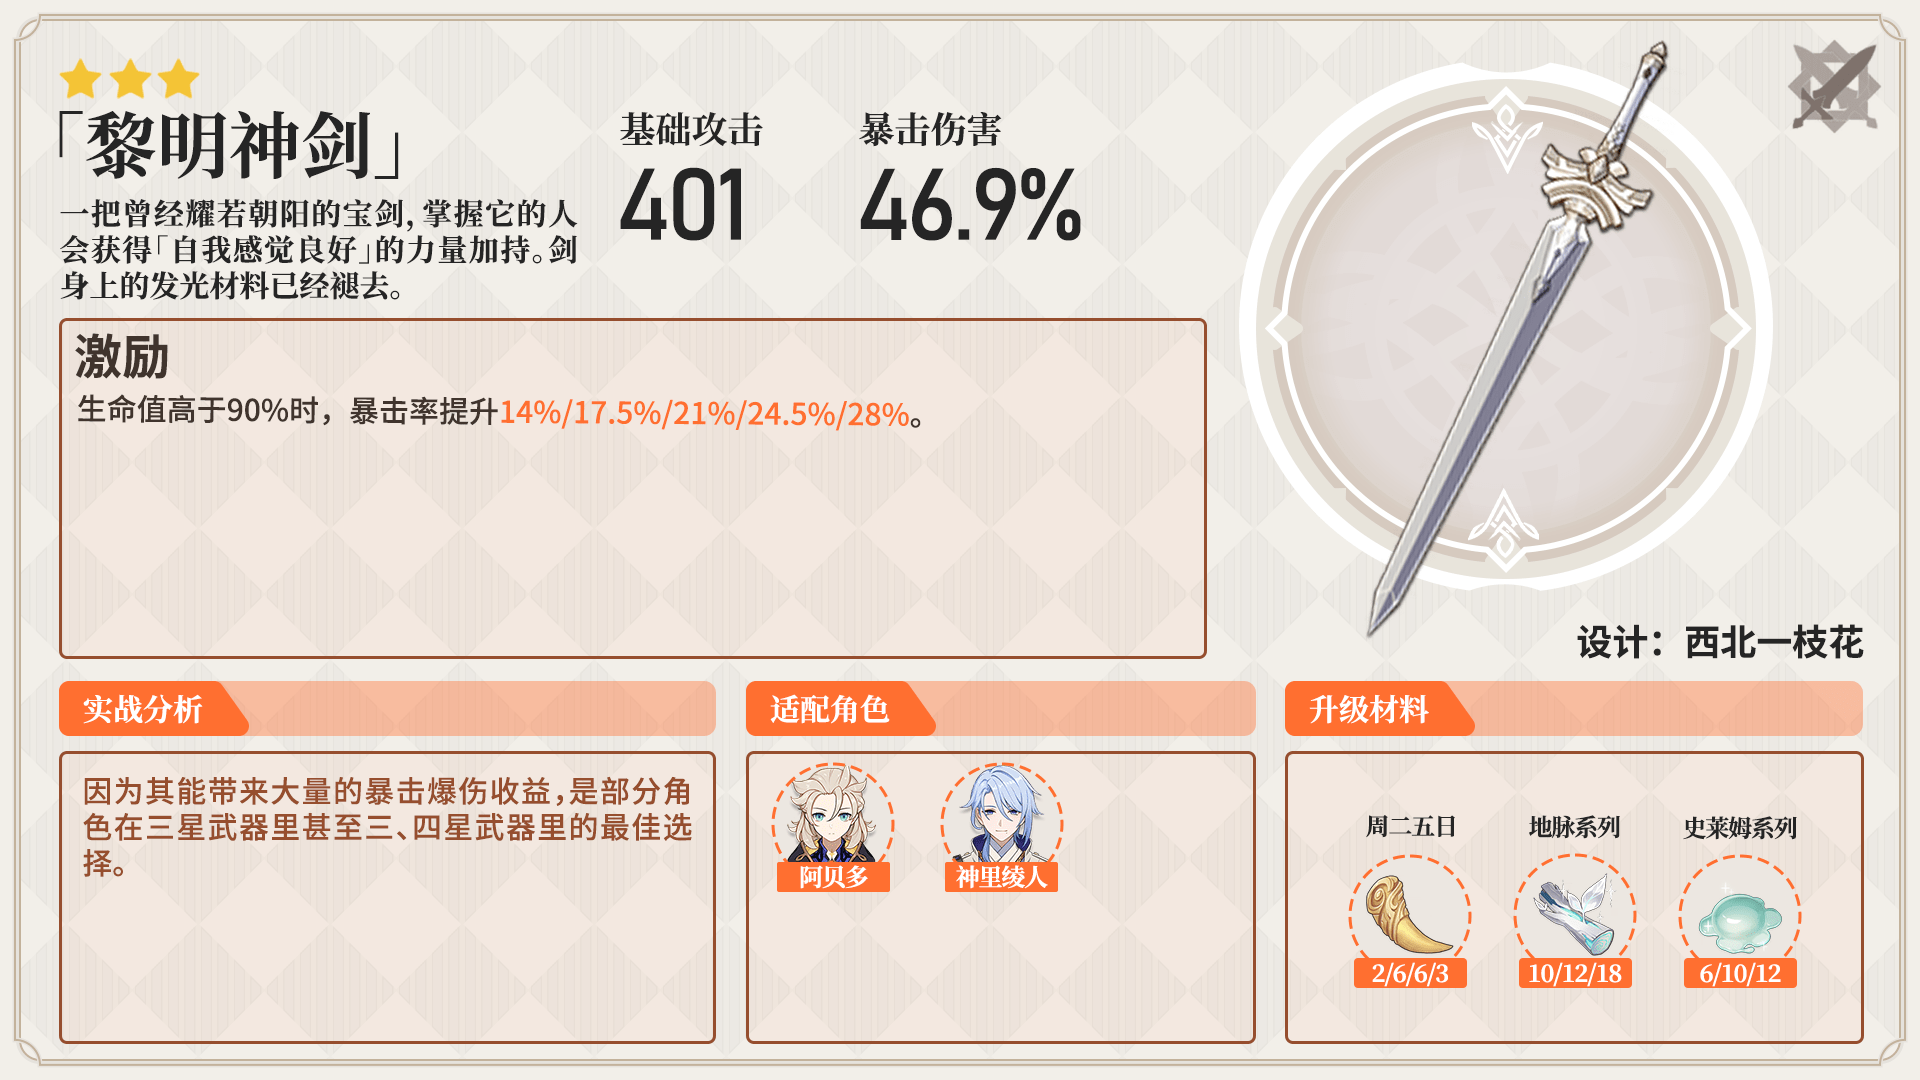 「黎明神剑」
一把曾经耀若朝阳的宝剑，掌握它的人
会获得「自我感觉良好」的力量加持。剑
身上的发光材料已经褪去。
基础攻击
401
暴击伤害
46.9%
激励
生命值高于90%时，暴击率提升14%/17.5%/21%/24.5%/28%。
设计：西北一枝花
实战分析
因为其能带来大量的暴击爆伤收益，是部分角
色在三星武器里甚至三、四星武器里的最佳选
择。
适配角色
阿贝多
神里绫人
升级材料
周二五日
2/6/6/3
地脉系列
10/12/18
史莱姆系列
6/10/12